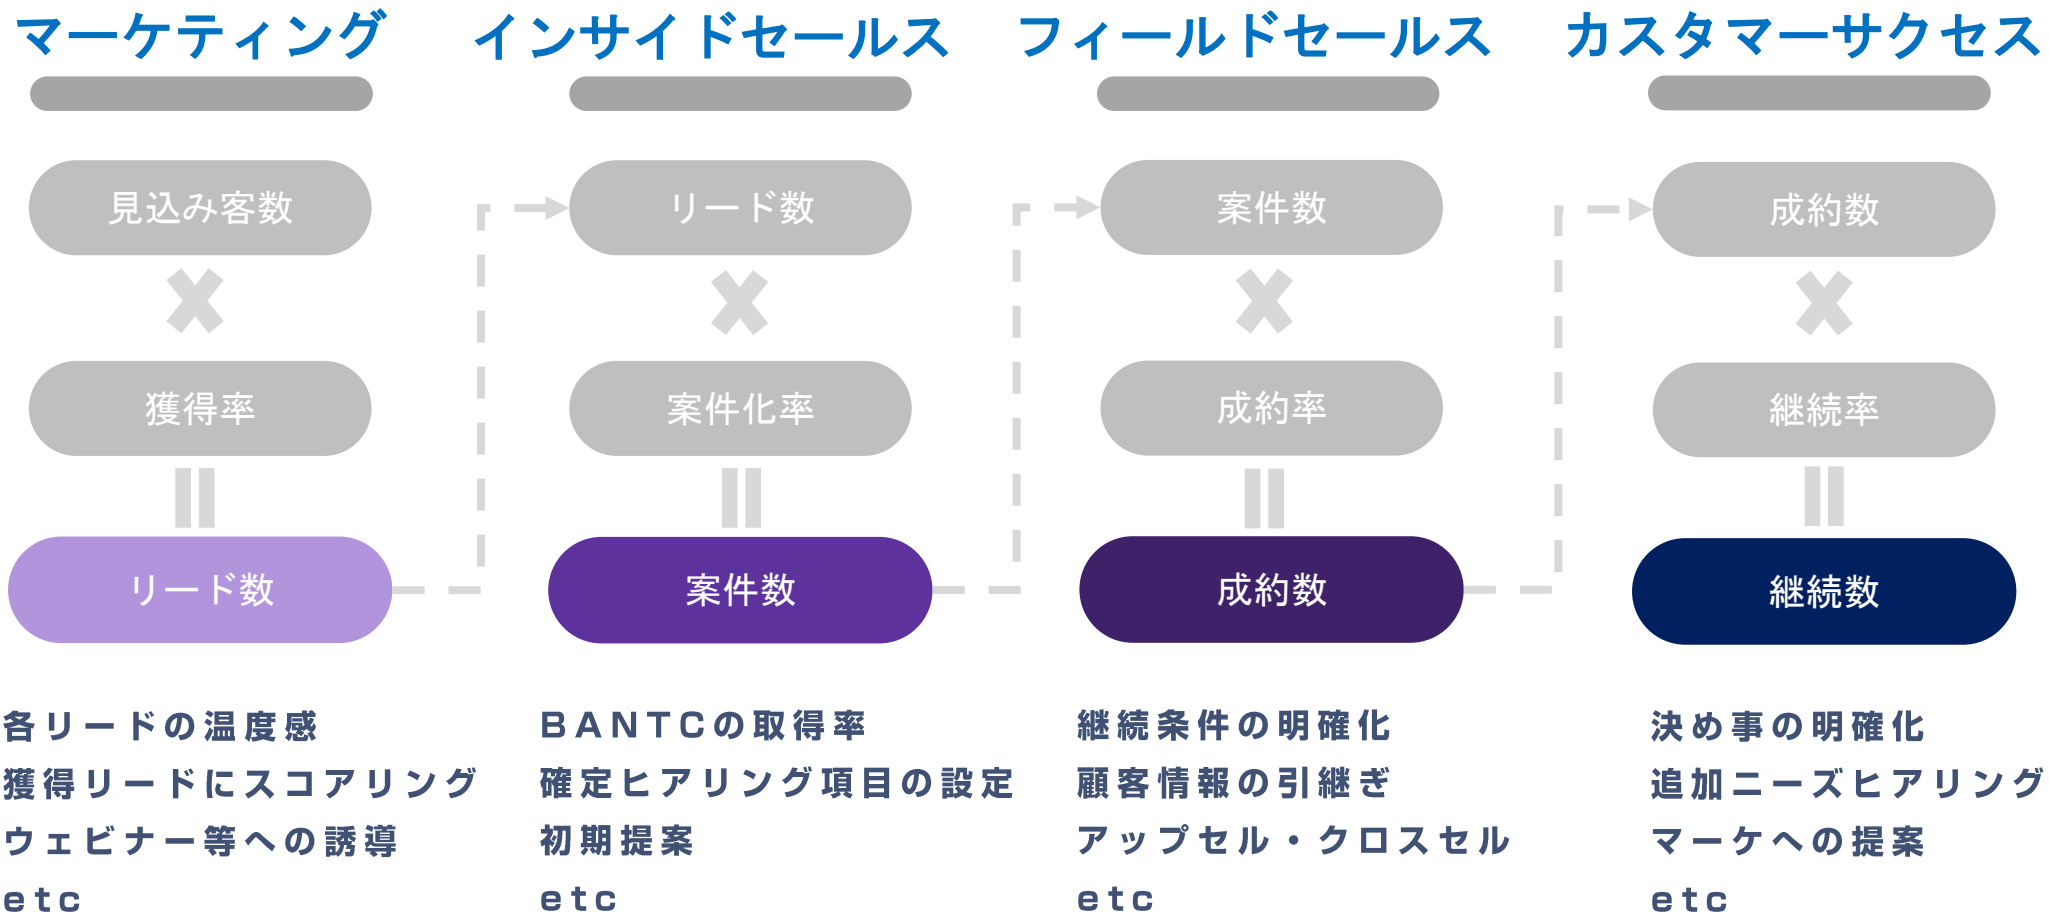 マーケティング
見込み客数
獲得率
リード数
各リードの温度感
獲得リードにスコアリング
ウェビナー等への誘導
etc
インサイドセールス
リード数
案件化率
案件数
BANTCの取得率
確定ヒアリング項目の設定
初期提案
etc
フィールドセールス
案件数
成約率
成約数
継続条件の明確化
顧客情報の引継ぎ
アップセル・クロスセル
etc
カスタマーサクセス
成約数
継続率
継続数
決め事の明確化
追加ニーズヒアリング
マーケへの提案
etc